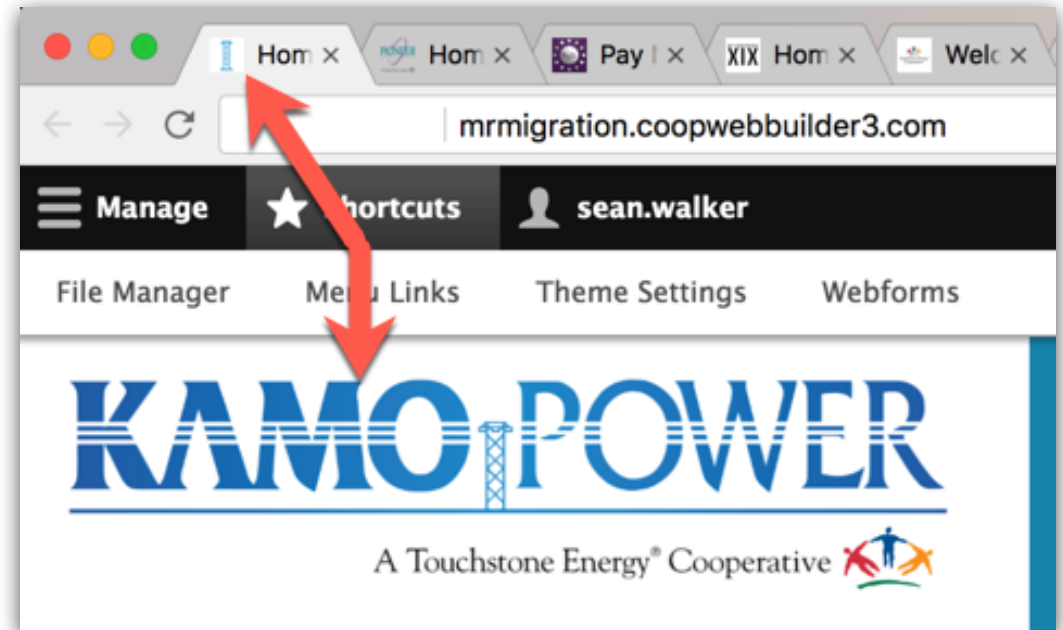 Hom × Hom × Pay × XIX Hom × Welc ×
mrmigration.coopwebbuilder3.com
Manage Shortcuts sean.walker
File Manager Menu Links Theme Settings Webforms
KAMO POWER
A Touchstone Energy® Cooperative